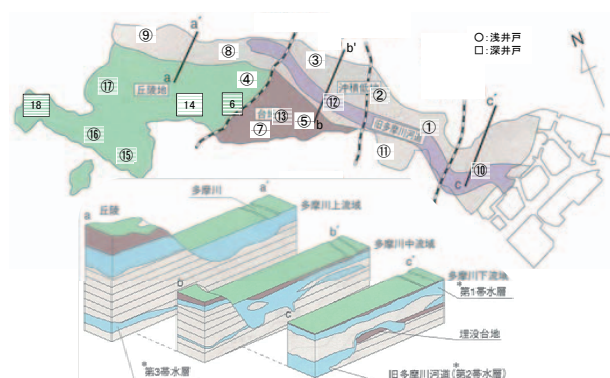 ○:浅井戸
□:深井戸
N
a'
⑨
⑧
③
b'
a
⑰
丘陵地
④
沖積低地
②
c'
18
14
6
台地
⑬
⑫
⑦
⑤
b
旧多摩川河道
①
⑯
⑮
⑪
⑩
c
多摩川
a'
多摩川上流域
a
丘陵
b'
多摩川中流域
b
c'
多摩川下流域
c
*第1帯水層
埋没台地
*第3帯水層
旧多摩川河道(*第2帯水層)